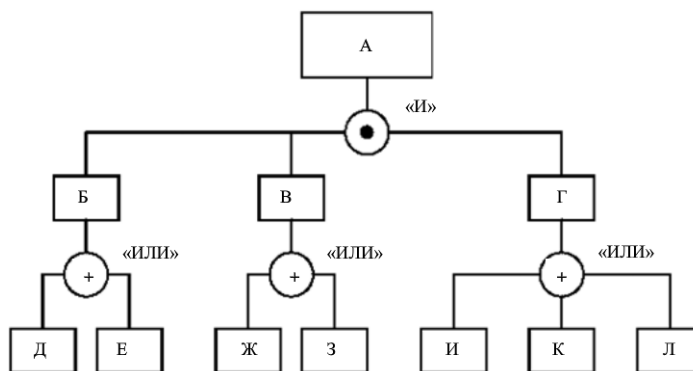 А
«И»
Б
В
Г
«ИЛИ»
«ИЛИ»
«ИЛИ»
+
+
+
Д
Е
Ж
З
И
К
Л